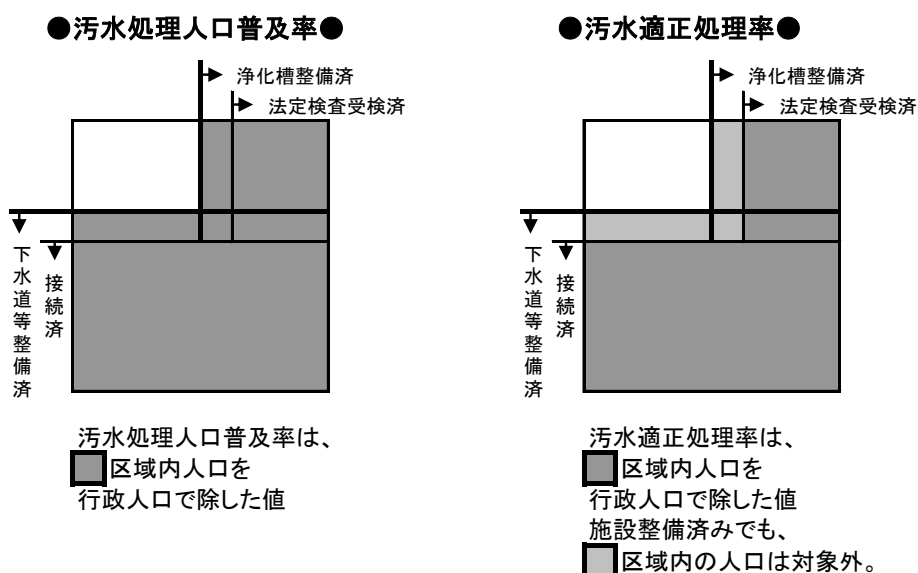 ●汚水処理人口普及率●
浄化槽整備済
法定検査受検済
下水道等整備済
接続済
汚水処理人口普及率は、
区域内人口を
行政人口で除した値
●汚水適正処理率●
浄化槽整備済
法定検査受検済
下水道等整備済
接続済
汚水適正処理率は、
区域内人口を
行政人口で除した値
施設整備済みでも、
区域内の人口は対象外。